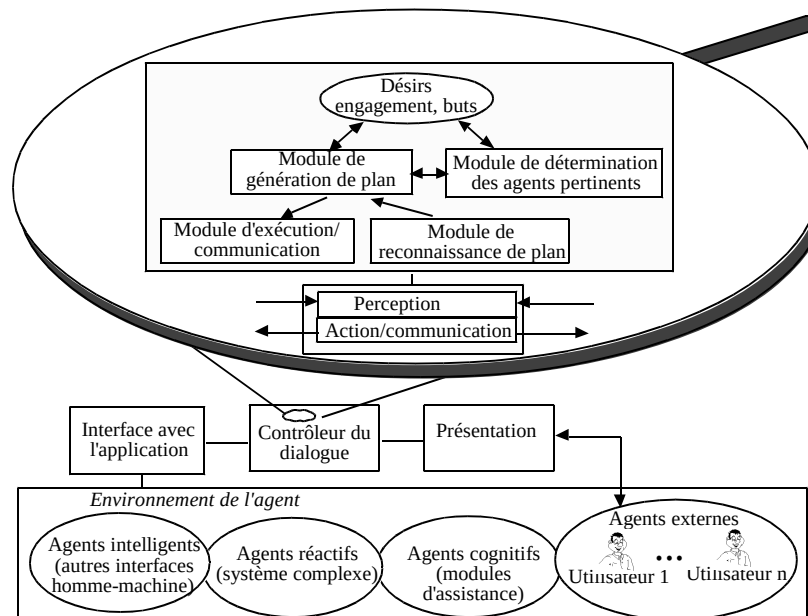 Désirs
engagement, buts
Module de
génération de plan
Module de détermination
des agents pertinents
Module d'exécution/
communication
Module de
reconnaissance de plan
Perception
Action/communication
Interface avec
l'application
Contrôleur du
dialogue
Présentation
Environnement de l'agent
Agents intelligents
(autres interfaces
homme-machine)
Agents réactifs
(système complexe)
Agents cognitifs
(modules
d'assistance)
Agents externes
...
Utilisateur 1
Utilisateur n